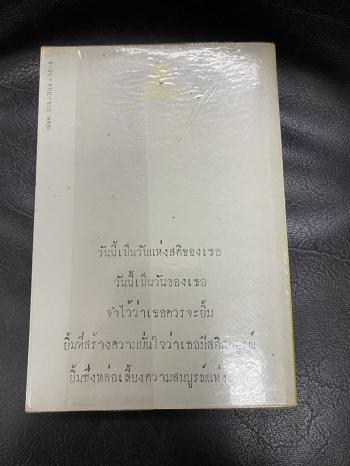 ISBN 974-7014-56-4
วันนี้เป็นวันแห่งสติของเธอ
วันนี้เป็นวันของเธอ
จำไว้ว่าเธอควรจะยิ้ม
ยิ้มที่สร้างความมั่นใจว่าเธอมีสติ
ยิ้มซึ่งหล่อเลี้ยงความสมบูรณ์แห่ง